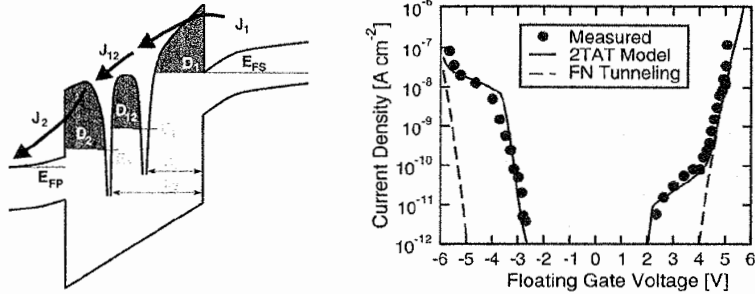 J1
J12
D1
EFS
J2
D12
D2
EFP
10-6
10-7
10-8
10-9
10-10
10-11
10-12
Current Density [A cm-2]
Measured
2TAT Model
FN Tunneling
-6 -5 -4 -3 -2 -1 0 1 2 3 4 5 6
Floating Gate Voltage [V]